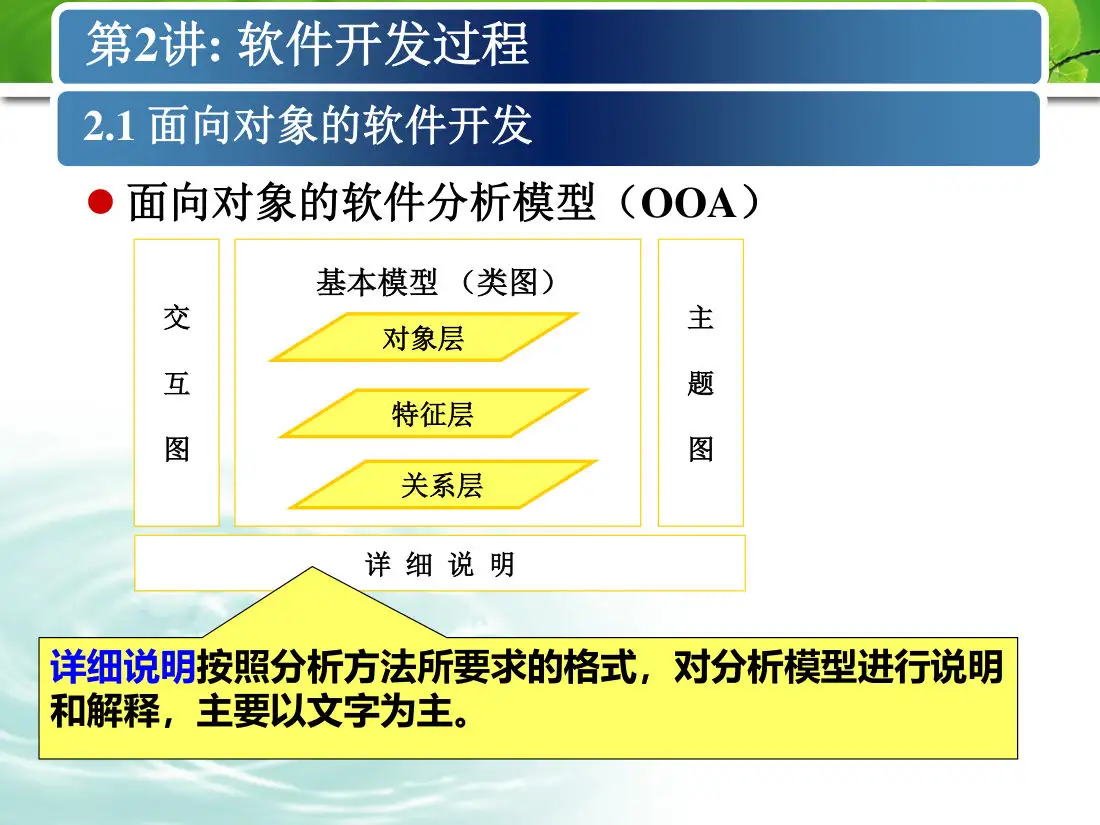 第2讲: 软件开发过程
2.1 面向对象的软件开发
面向对象的软件分析模型（OOA）
交互图
基本模型 （类图）
对象层
特征层
关系层
主题图
详 细 说 明
详细说明按照分析方法所要求的格式，对分析模型进行说明
和解释，主要以文字为主。